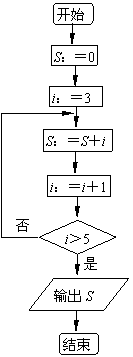 开始
S:=0
i:=3
S:=S+i
i:=i+1
否
i>5
是
输出 S
结束